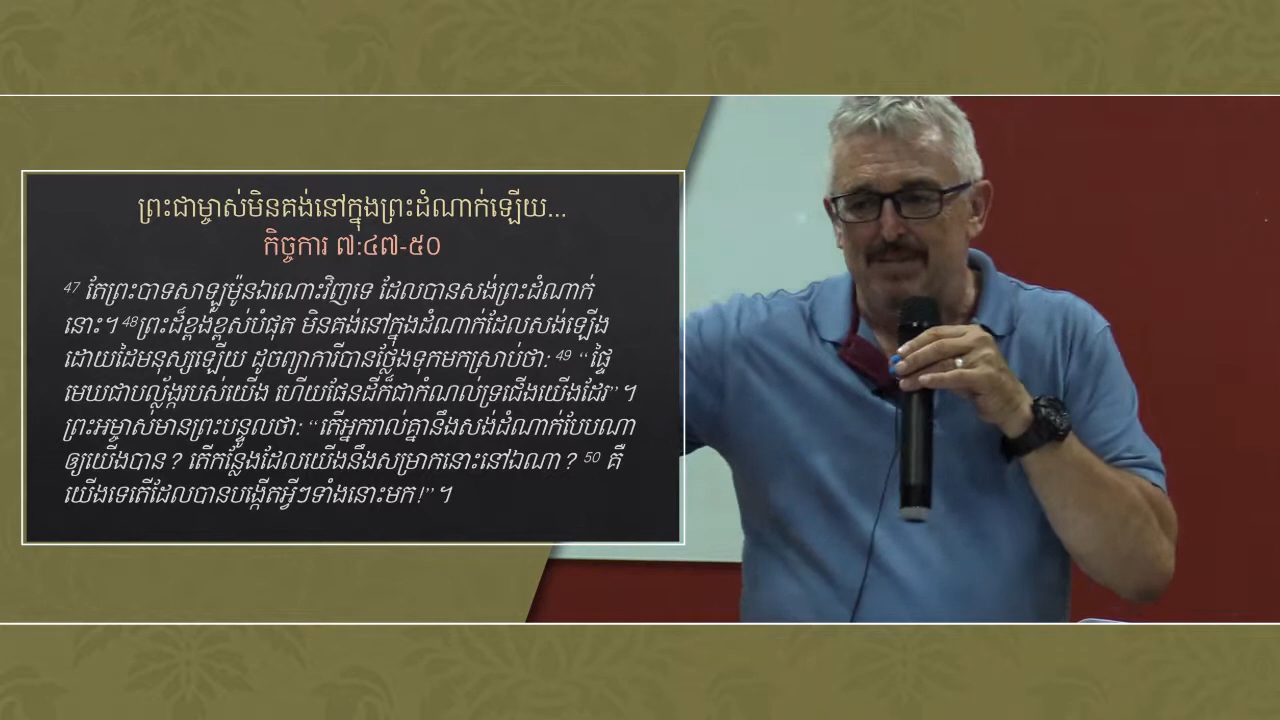 ព្រះជាម្ចាស់មិនគង់នៅក្នុងព្រះដំណាក់ឡើយ...
កិច្ចការ ៧:៤៧-៥០
47 តែព្រះបាទសាឡូម៉ូនឯណោះវិញទេ ដែលបានសង់ព្រះដំណាក់
នោះ។ 48ព្រះដ៏ខ្ពង់ខ្ពស់បំផុត មិនគង់នៅក្នុងដំណាក់ដែលសង់ឡើង
ដោយដៃមនុស្សឡើយ ដូចព្យាការីបានថ្លែងទុកមកស្រាប់ថា: 49 “ផ្ទៃ
មេឃជាបល្ល័ង្ករបស់យើង ហើយផែនដីក៏ជាកំណល់ទ្រជើងយើងដែរ”។
ព្រះអម្ចាស់មានព្រះបន្ទូលថា: “តើអ្នករាល់គ្នានឹងសង់ដំណាក់បែបណា
ឲ្យយើងបាន? តើកន្លែងដែលយើងនឹងសម្រាកនោះនៅឯណា? 50 គឺ
យើងទេតើដែលបានបង្កើតអ្វីៗទាំងនោះមក!”។